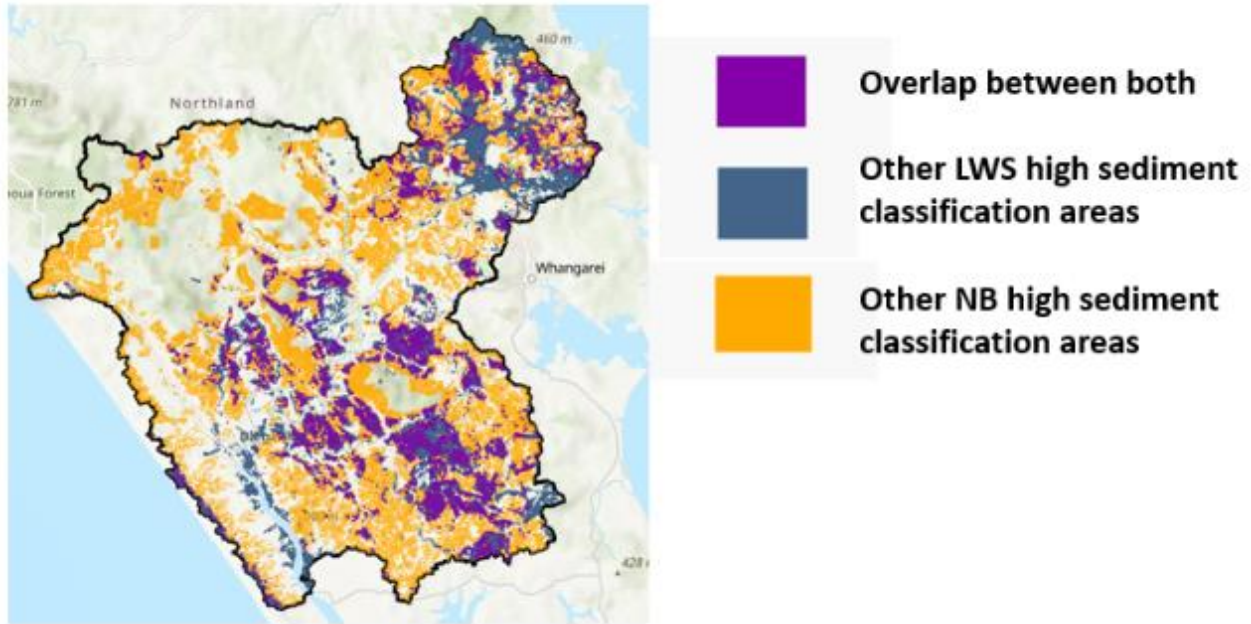 460 m
781 m
Northland
oua Forest
Whangarei
428
Overlap between both
Other LWS high sediment
classification areas
Other NB high sediment
classification areas